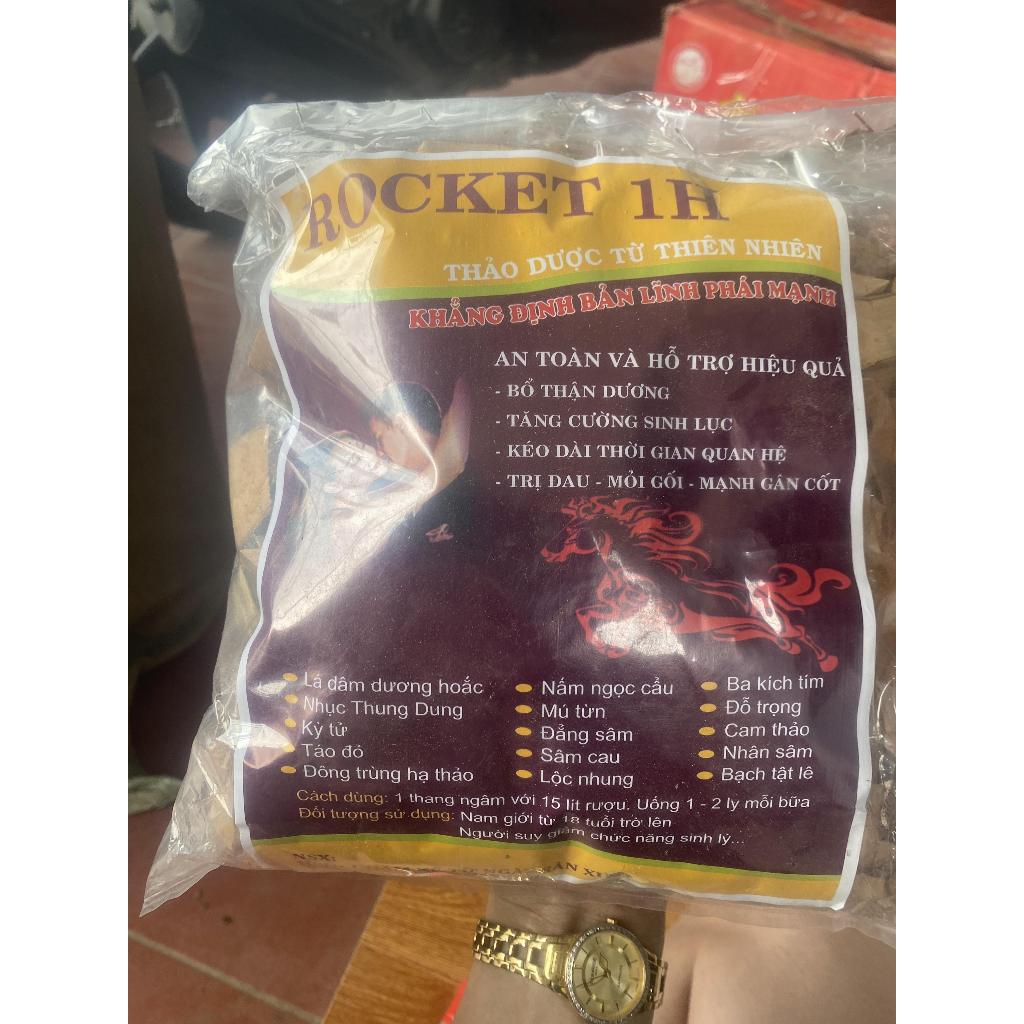 ROCKET 1H
THẢO DƯỢC TỪ THIÊN NHIÊN
KHẲNG ĐỊNH BẢN LĨNH PHÁI MẠNH
AN TOÀN VÀ HỖ TRỢ HIỆU QUẢ
- BỔ THẬN DƯƠNG
- TĂNG CƯỜNG SINH LỤC
- KÉO DÀI THỜI GIAN QUAN HỆ
- TRỊ DAU - MỎI GỐI - MẠNH GÂN CỐT
Lá dâm dương hoắc
Nhục Thung Dung
Kỳ tử
Táo đỏ
Đông trùng hạ thảo
Nấm ngọc cẩu
Mú từn
Đẳng sâm
Sâm cau
Lộc nhung
Ba kích tím
Đỗ trọng
Cam thảo
Nhân sâm
Bạch tật lê
Cách dùng: 1 thang ngâm với 15 lít rượu. Uống 1 - 2 ly mỗi bữa
Đối tượng sử dụng: Nam giới từ 18 tuổi trở lên
Người suy giảm chức năng sinh lý...
NSX: